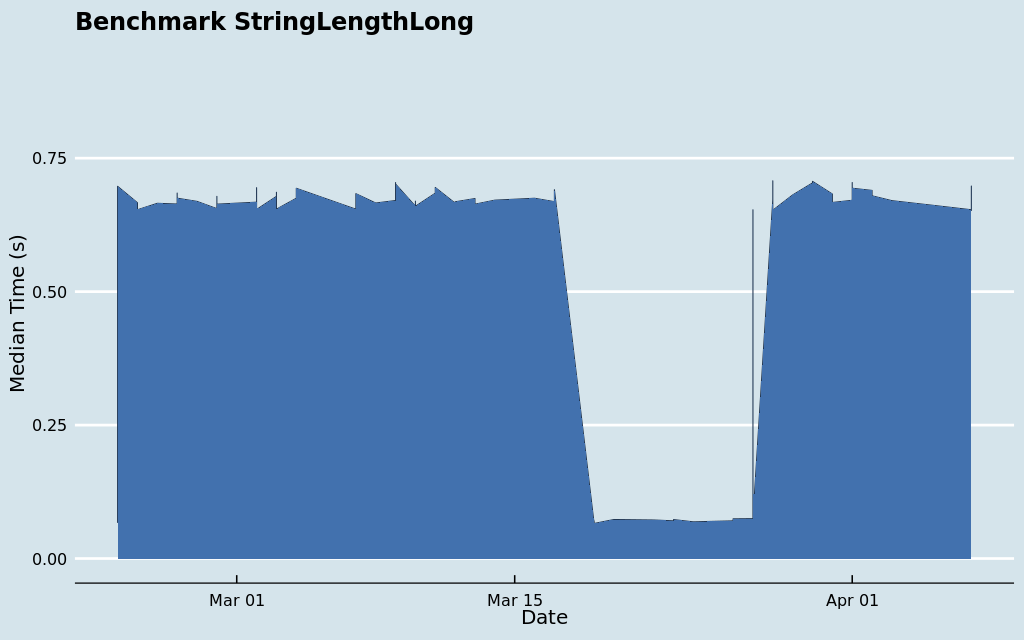 Benchmark StringLengthLong
Median Time (s)
0.75
0.50
0.25
0.00
Mar 01
Mar 15
Apr 01
Date